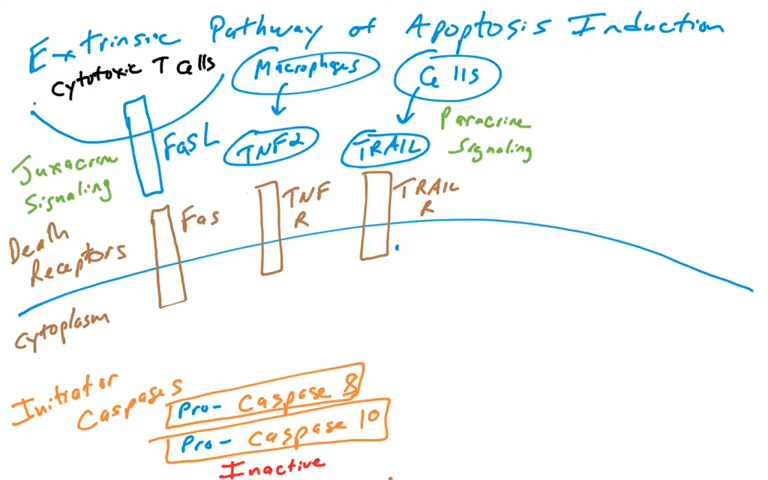 Extrinsic Pathway of Apoptosis Induction
Cytotoxic T Cells
Macrophages
Cells
FasL
TNFα
TRAIL
Paracrine
Signaling
Juxacrine
Signaling
Death
Receptors
Fas
TNF
R
TRAIL
R
Cytoplasm
Initiator
Caspases
Pro- Caspase 8
Pro- Caspase 10
Inactive